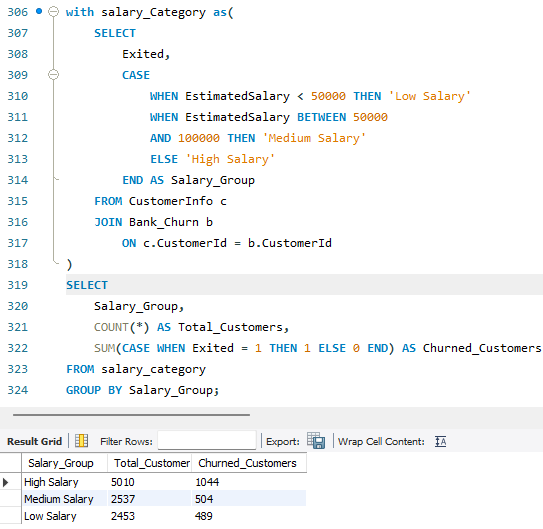 306 with salary_Category as(
307 SELECT
308 Exited,
309 CASE
310 WHEN EstimatedSalary < 50000 THEN 'Low Salary'
311 WHEN EstimatedSalary BETWEEN 50000
312 AND 100000 THEN 'Medium Salary'
313 ELSE 'High Salary'
314 END AS Salary_Group
315 FROM CustomerInfo c
316 JOIN Bank_Churn b
317 ON c.CustomerId = b.CustomerId
318 )
319 SELECT
320 Salary_Group,
321 COUNT(*) AS Total_Customers,
322 SUM(CASE WHEN Exited = 1 THEN 1 ELSE 0 END) AS Churned_Customers
323 FROM salary_category
324 GROUP BY Salary_Group;
Result Grid Filter Rows: Export: Wrap Cell Content:
Salary_Group Total_Customer Churned_Customers
High Salary 5010 1044
Medium Salary 2537 504
Low Salary 2453 489